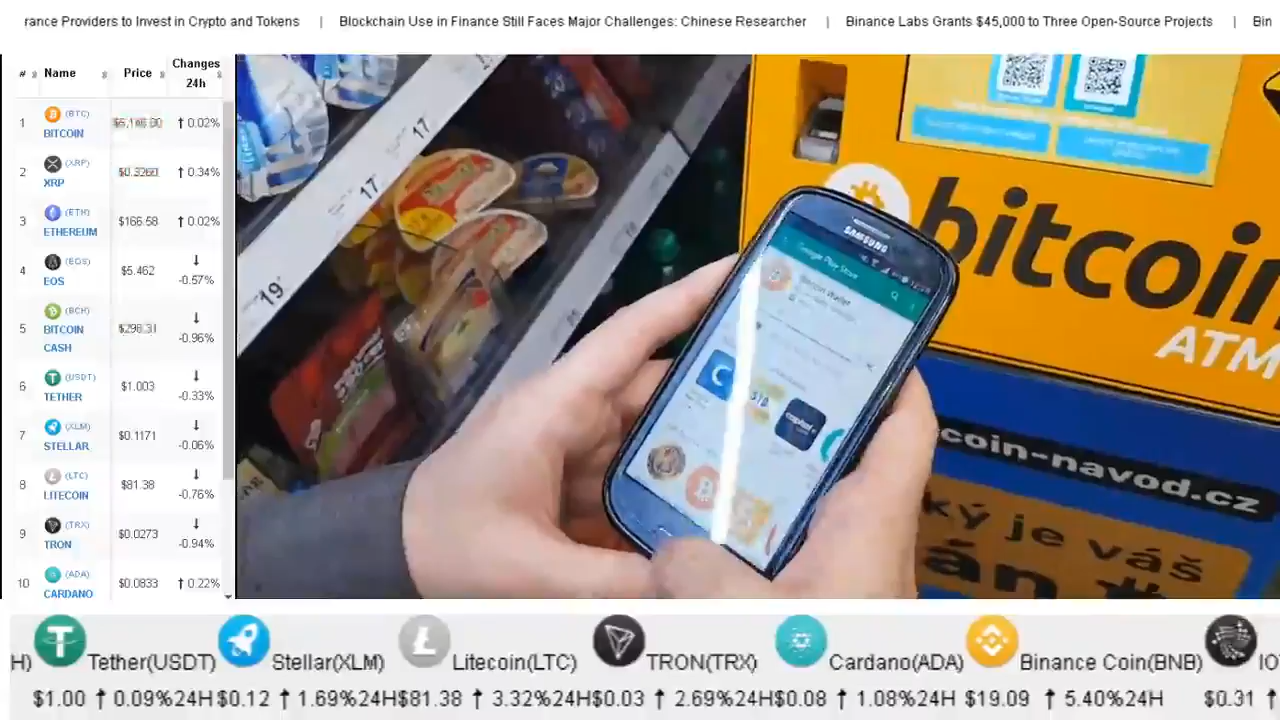 rance Providers to Invest in Crypto and Tokens | Blockchain Use in Finance Still Faces Major Challenges: Chinese Researcher | Binance Labs Grants $45,000 to Three Open-Source Projects | Bin
# Name Price Changes 24h
1 (BTC) BITCOIN ↑ 0.02%
2 (XRP) XRP ↑ 0.34%
3 (ETH) ETHEREUM $166.58 ↑ 0.02%
4 (EOS) EOS $5.462 ↓ -0.57%
5 (BCH) BITCOIN CASH $298.31 ↓ -0.96%
6 (USDT) TETHER $1.003 ↓ -0.33%
7 (XLM) STELLAR $0.1171 ↓ -0.06%
8 (LTC) LITECOIN $81.38 ↓ -0.76%
9 (TRX) TRON $0.0273 ↓ -0.94%
10 (ADA) CARDANO $0.0833 ↑ 0.22%
17
17
19
bitcoin
ATM
SAMSUNG
Google Play Store
Bitcoin Wallet
coin-navod.cz
ký je váš
án
H) Tether(USDT) Stellar(XLM) Litecoin(LTC) TRON(TRX) Cardano(ADA) Binance Coin(BNB) IO
$1.00 ↑ 0.09%24H $0.12 ↑ 1.69%24H $81.38 ↑ 3.32%24H $0.03 ↑ 2.69%24H $0.08 ↑ 1.08%24H $19.09 ↑ 5.40%24H $0.31 ↑